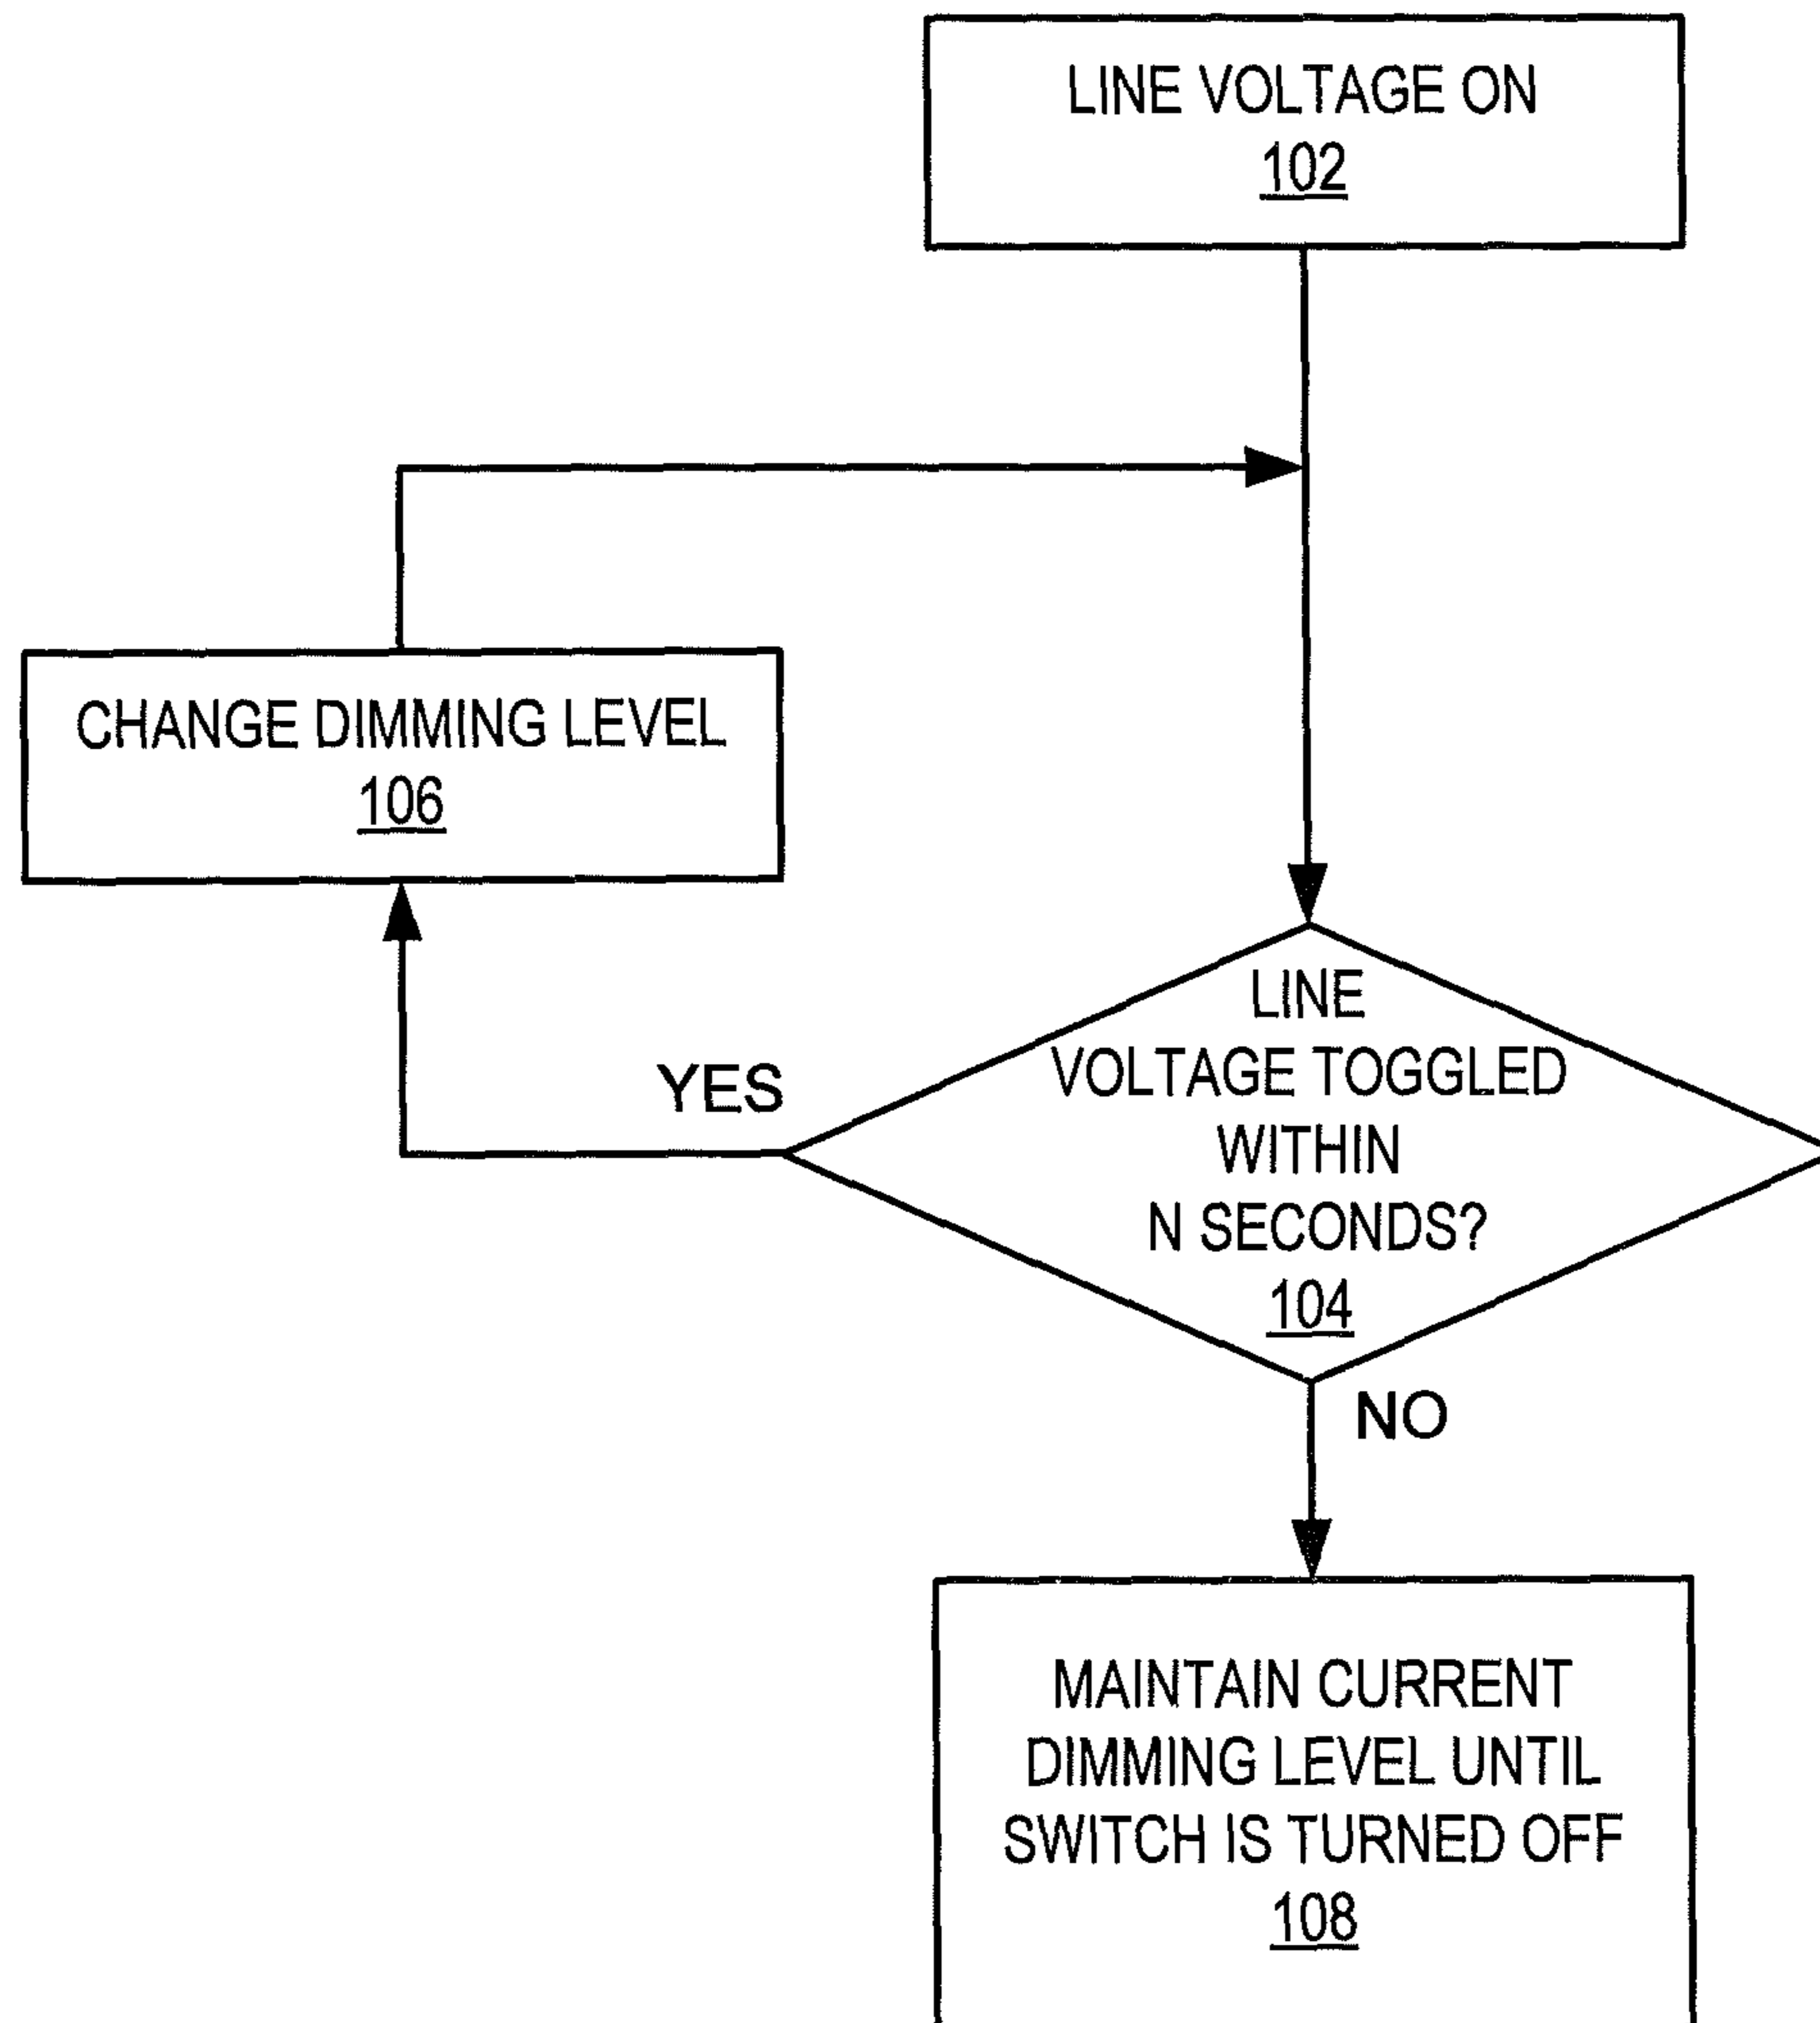 LINE VOLTAGE ON
102
CHANGE DIMMING LEVEL
106
LINE
VOLTAGE TOGGLED
WITHIN
N SECONDS?
104
YES
NO
MAINTAIN CURRENT
DIMMING LEVEL UNTIL
SWITCH IS TURNED OFF
108